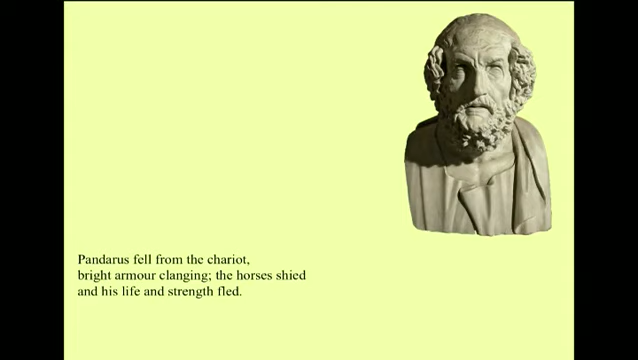 Pandarus fell from the chariot,
bright armour clanging; the horses shied
and his life and strength fled.